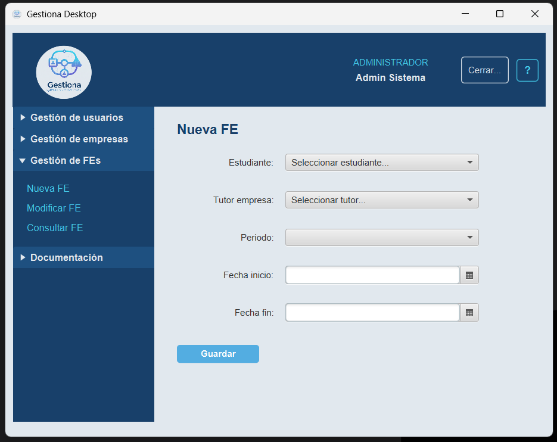 Gestiona Desktop
Gestiona
ADMINISTRADOR
Admin Sistema
Cerrar...
?
Gestión de usuarios
Gestión de empresas
Gestión de FEs
Nueva FE
Modificar FE
Consultar FE
Documentación
Nueva FE
Estudiante:
Seleccionar estudiante...
Tutor empresa:
Seleccionar tutor...
Periodo:
Fecha inicio:
Fecha fin:
Guardar